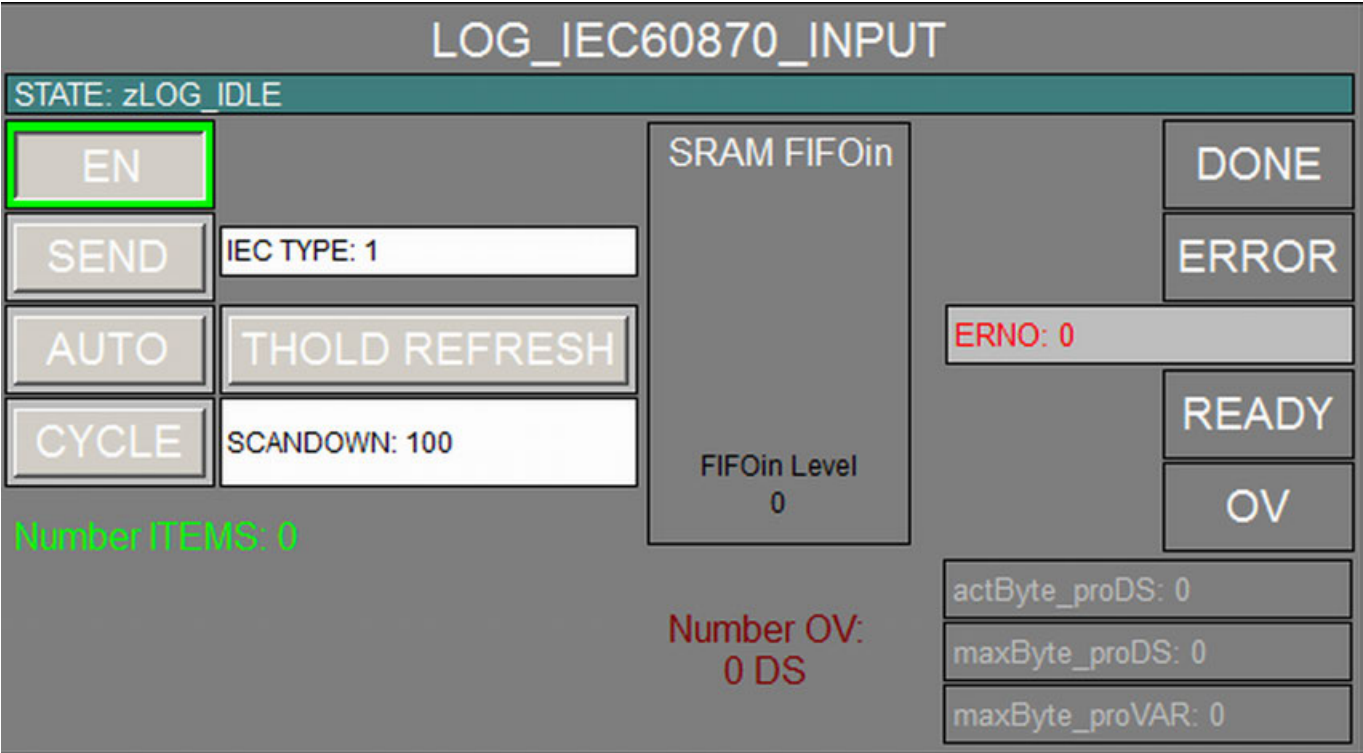 LOG_IEC60870_INPUT
STATE: zLOG_IDLE
EN
SEND
IEC TYPE: 1
AUTO
THOLD REFRESH
CYCLE
SCANDOWN: 100
Number ITEMS: 0
SRAM FIFOin
FIFOin Level
0
Number OV:
0 DS
DONE
ERROR
ERNO: 0
READY
OV
actByte_proDS: 0
maxByte_proDS: 0
maxByte_proVAR: 0